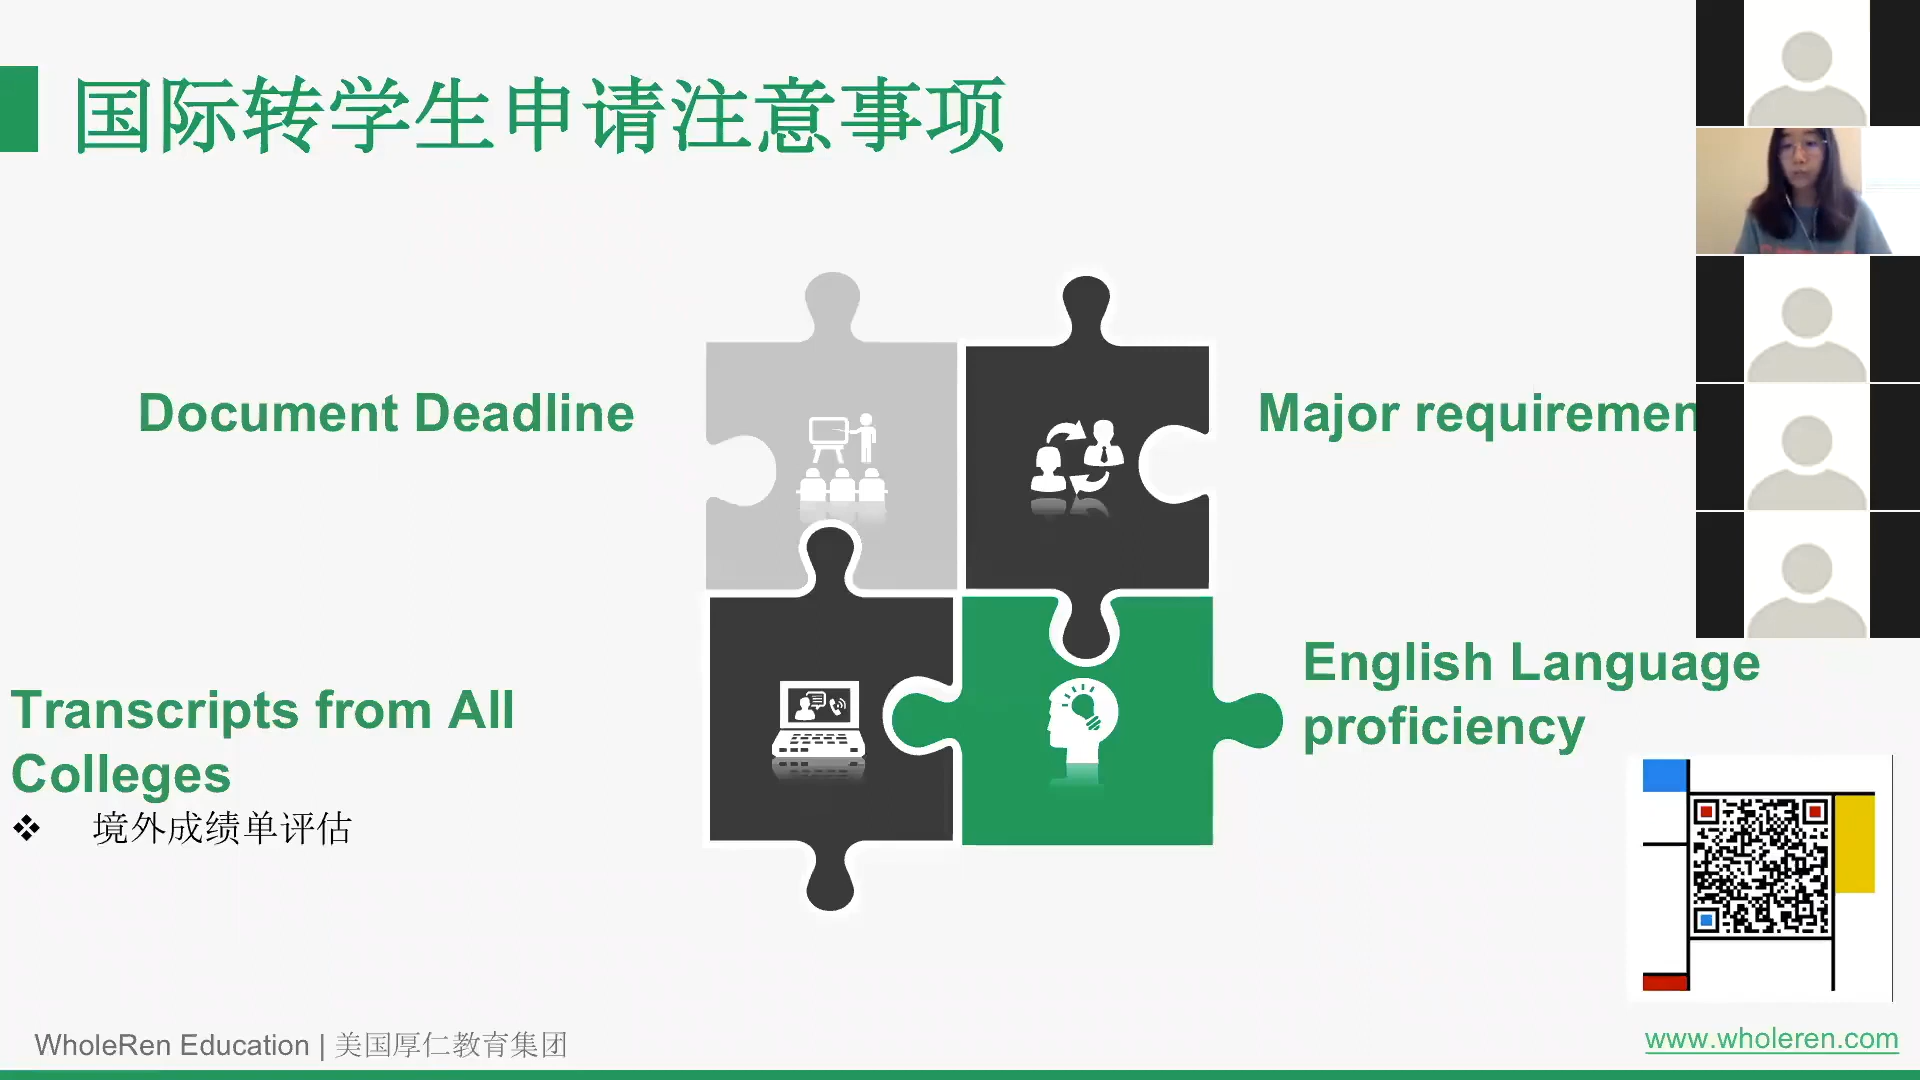 国际转学生申请注意事项
Document Deadline
Major requiremen
English Language
proficiency
Transcripts from All
Colleges
❖ 境外成绩单评估
WholeRen Education | 美国厚仁教育集团
www.wholeren.com